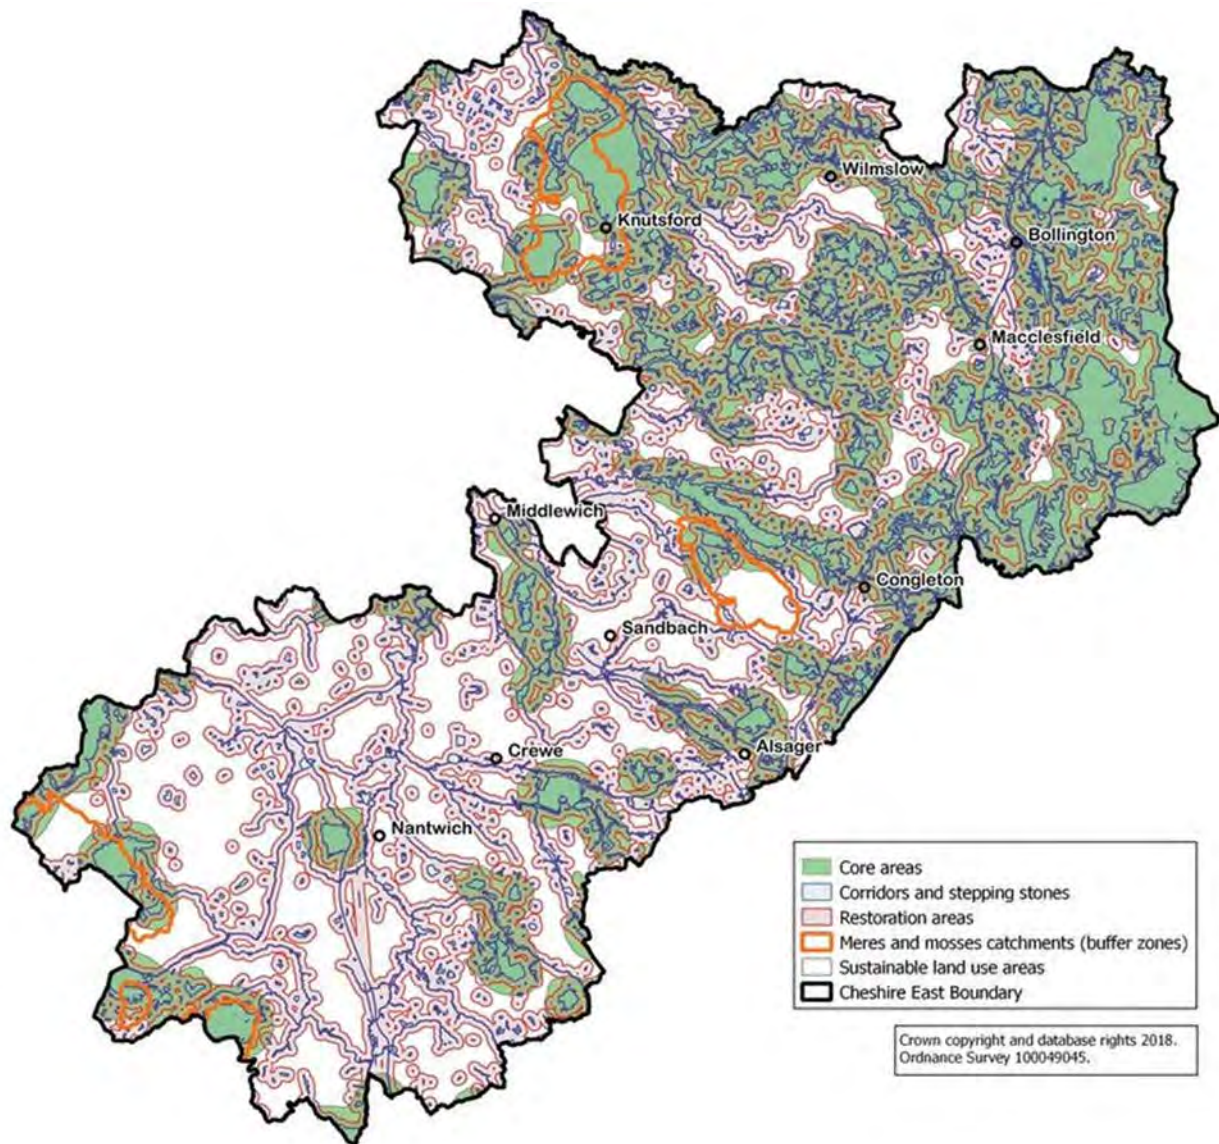 Wilmslow
Knutsford
Bollington
Macclesfield
Middlewich
Congleton
Sandbach
Crewe
Alsager
Nantwich
Core areas
Corridors and stepping stones
Restoration areas
Meres and mosses catchments (buffer zones)
Sustainable land use areas
Cheshire East Boundary
Crown copyright and database rights 2018.
Ordnance Survey 100049045.